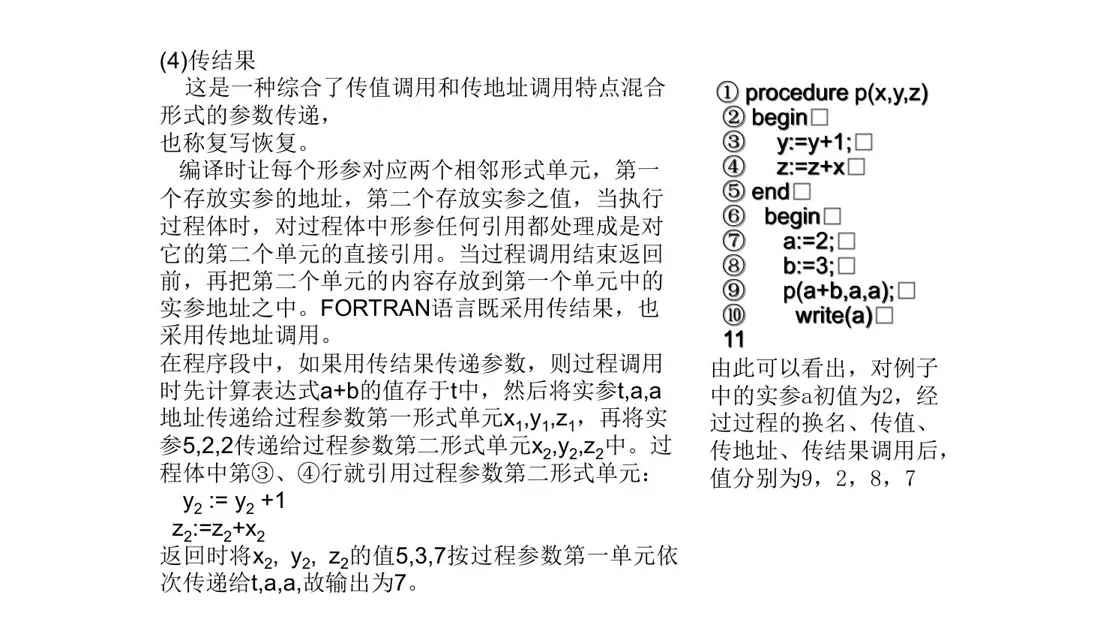 (4)传结果
这是一种综合了传值调用和传地址调用特点混合
形式的参数传递，
也称复写恢复。
编译时让每个形参对应两个相邻形式单元，第一
个存放实参的地址，第二个存放实参之值，当执行
过程体时，对过程体中形参任何引用都处理成是对
它的第二个单元的直接引用。当过程调用结束返回
前，再把第二个单元的内容存放到第一个单元中的
实参地址之中。FORTRAN语言既采用传结果，也
采用传地址调用。
在程序段中，如果用传结果传递参数，则过程调用
时先计算表达式a+b的值存于t中，然后将实参t,a,a
地址传递给过程参数第一形式单元x₁,y₁,z₁，再将实
参5,2,2传递给过程参数第二形式单元x₂,y₂,z₂中。过
程体中第③、④行就引用过程参数第二形式单元：
y₂ := y₂ +1
z₂:=z₂+x₂
返回时将x₂, y₂, z₂的值5,3,7按过程参数第一单元依
次传递给t,a,a,故输出为7。
① procedure p(x,y,z)
② begin□
③ y:=y+1;□
④ z:=z+x□
⑤ end□
⑥ begin□
⑦ a:=2;□
⑧ b:=3;□
⑨ p(a+b,a,a);□
⑩ write(a)□
11
由此可以看出，对例子
中的实参a初值为2，经
过过程的换名、传值、
传地址、传结果调用后，
值分别为9，2，8，7